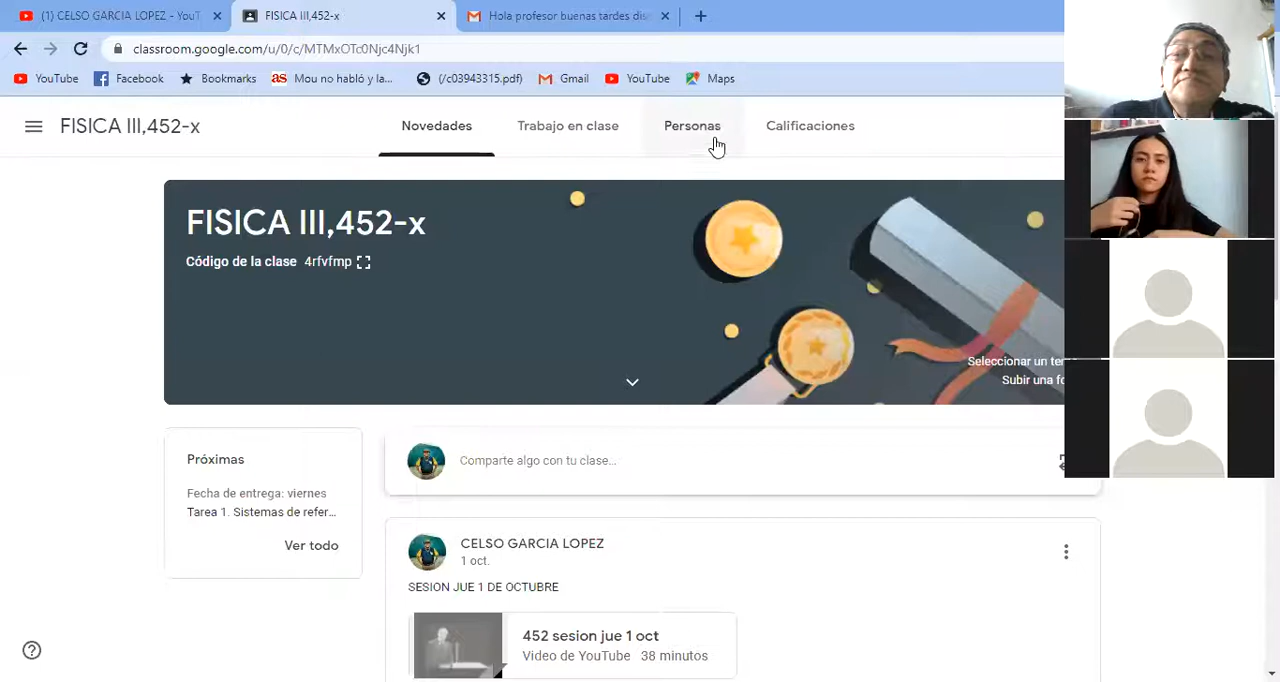 (1) CELSO GARCIA LOPEZ - YouT
FISICA III,452-x
Hola profesor buenas tardes dis
classroom.google.com/u/0/c/MTMxOTc0Njc4Njk1
YouTube
Facebook
Bookmarks
as
Mou no habló y la...
(/c03943315.pdf)
Gmail
YouTube
Maps
FISICA III,452-x
Novedades
Trabajo en clase
Personas
Calificaciones
FISICA III,452-x
Código de la clase 4rfvfmp
Seleccionar un te
Subir una fo
Próximas
Fecha de entrega: viernes
Tarea 1. Sistemas de refer...
Ver todo
Comparte algo con tu clase...
CELSO GARCIA LOPEZ
1 oct.
SESION JUE 1 DE OCTUBRE
452 sesion jue 1 oct
Video de YouTube 38 minutos